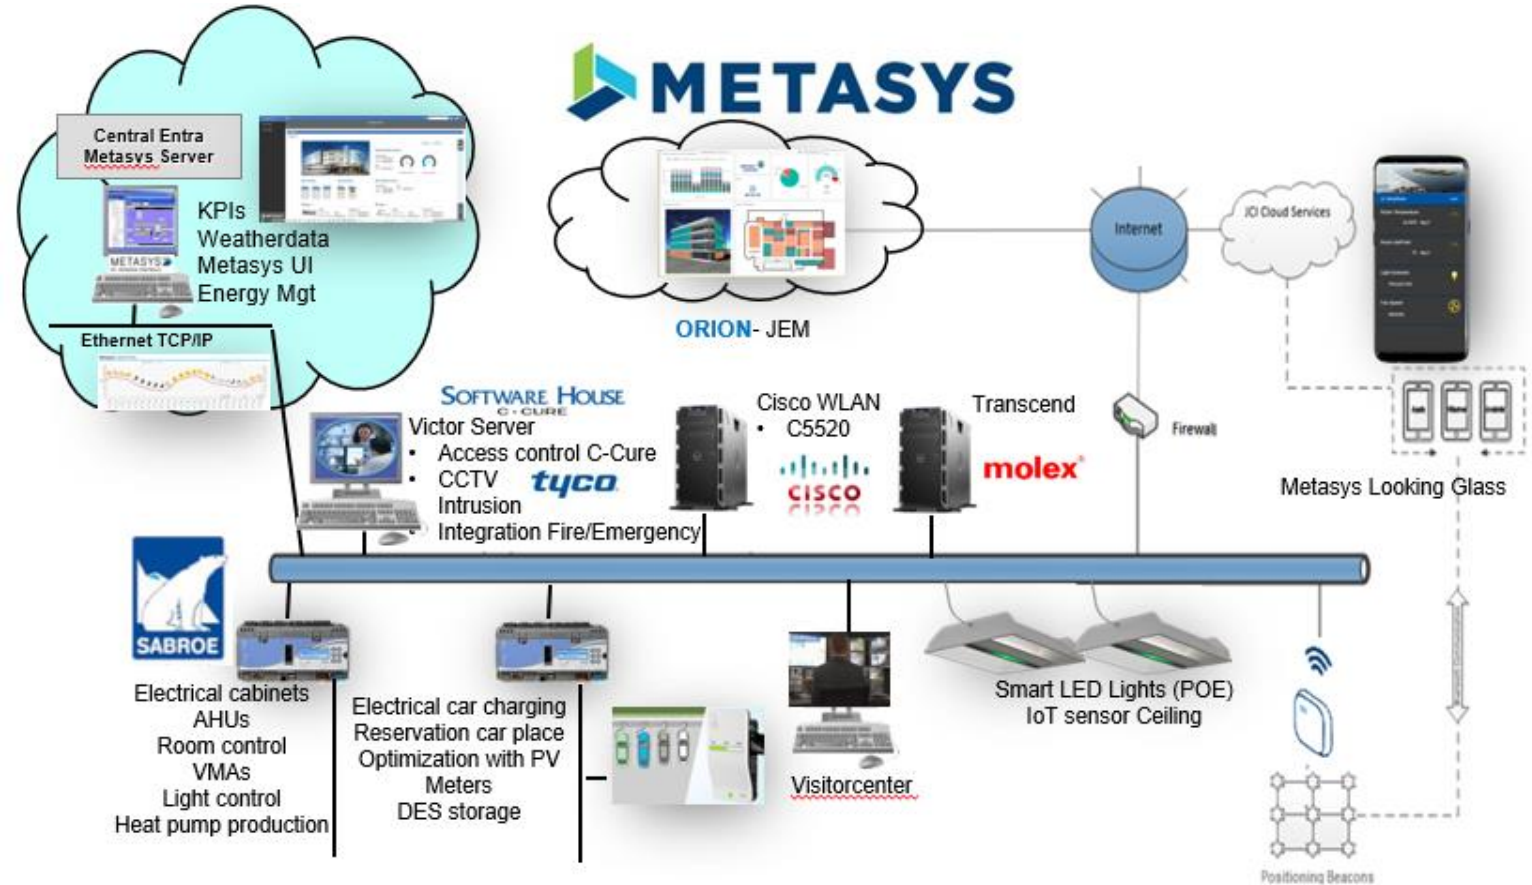 METASYS
Central Entra
Metasys Server
KPIs
Weatherdata
Metasys UI
Energy Mgt
METASYS
Ethernet TCP/IP
ORION- JEM
Internet
JCI Cloud Services
SOFTWARE HOUSE
C•CURE
Victor Server
• Access control C-Cure
• CCTV
Intrusion
• Integration Fire/Emergency
tyco
Cisco WLAN
• C5520
CISCO
Transcend
molex
Firewall
Metasys Looking Glass
SABROE
Electrical cabinets
AHUs
Room control
VMAs
Light control
Heat pump production
Electrical car charging
Reservation car place
Optimization with PV
Meters
DES storage
Visitorcenter
Smart LED Lights (POE)
IoT sensor Ceiling
Positioning Beacons